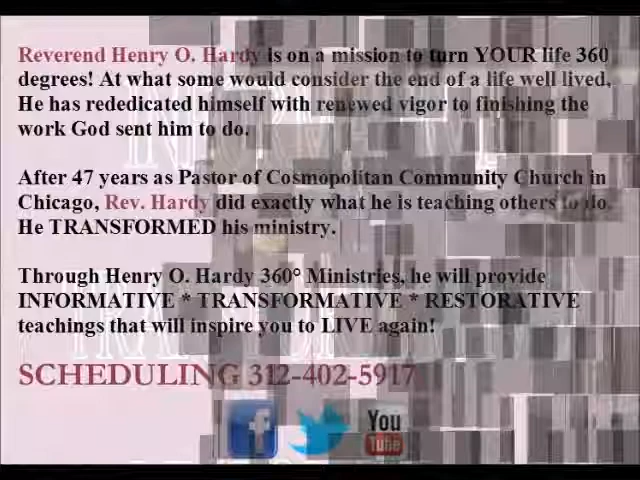 Reverend Henry O. Hardy is on a mission to turn YOUR life 360
degrees! At what some would consider the end of a life well lived,
He has rededicated himself with renewed vigor to finishing the
work God sent him to do.
After 47 years as Pastor of Cosmopolitan Community Church in
Chicago, Rev. Hardy did exactly what he is teaching others to do.
He TRANSFORMED his ministry.
Through Henry O. Hardy 360° Ministries, he will provide
INFORMATIVE * TRANSFORMATIVE * RESTORATIVE
teachings that will inspire you to LIVE again!
SCHEDULING 312-402-5917
You
Tube